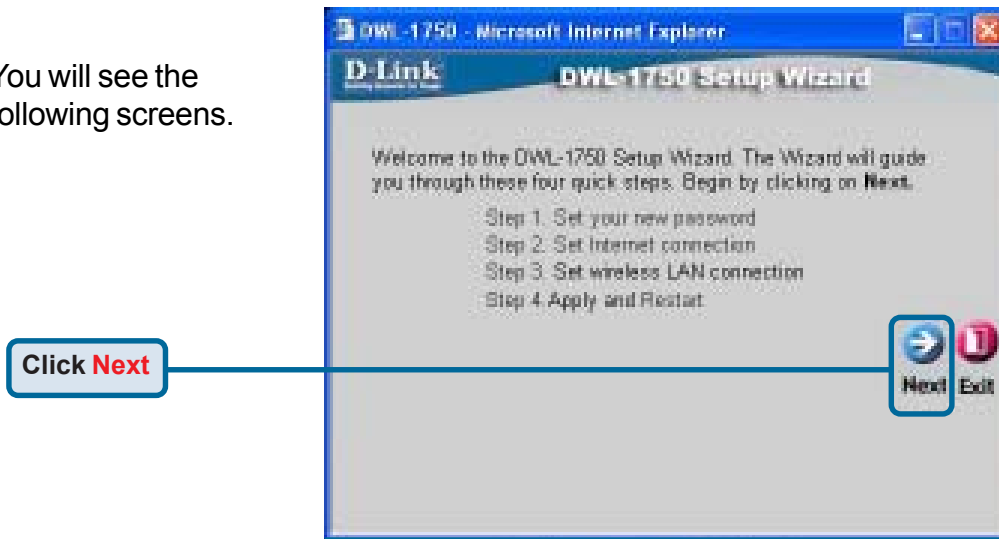 You will see the
following screens.
DWL-1750 - Microsoft Internet Explorer
D-Link
DWL-1750 Setup Wizard
Welcome to the DWL-1750 Setup Wizard. The Wizard will guide
you through these four quick steps. Begin by clicking on Next.
Step 1. Set your new password
Step 2. Set Internet connection
Step 3. Set wireless LAN connection
Step 4. Apply and Restart
Click Next
Next Exit